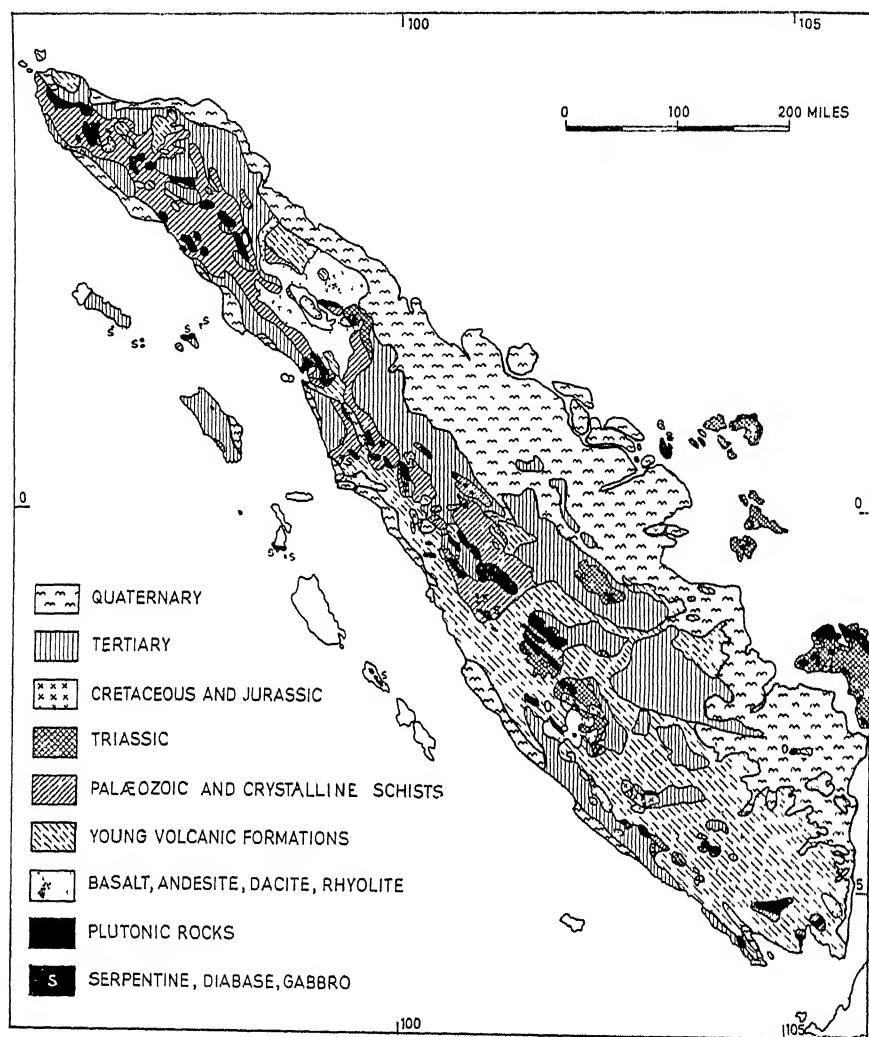 100 105
0 100 200 MILES
0 0
QUATERNARY
TERTIARY
CRETACEOUS AND JURASSIC
TRIASSIC
PALÆOZOIC AND CRYSTALLINE SCHISTS
YOUNG VOLCANIC FORMATIONS
BASALT, ANDESITE, DACITE, RHYOLITE
PLUTONIC ROCKS
S SERPENTINE, DIABASE, GABBRO
S S S S
S S
S
S
S
5
100 105